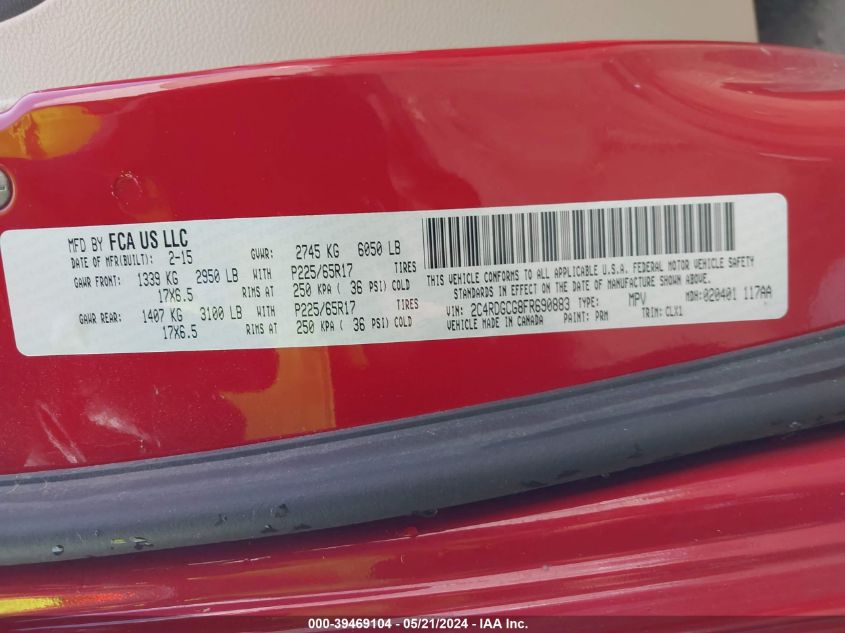 MFD BY FCA US LLC
DATE OF MFR(BUILT): 2-15 GVWR: 2745 KG 6050 LB
GAWR FRONT: 1339 KG 2950 LB WITH P225/65R17 TIRES
17X6.5 RIMS AT 250 KPA ( 36 PSI) COLD
GAWR REAR: 1407 KG 3100 LB WITH P225/65R17 TIRES
17X6.5 RIMS AT 250 KPA ( 36 PSI) COLD
THIS VEHICLE CONFORMS TO ALL APPLICABLE U.S.A. FEDERAL MOTOR VEHICLE SAFETY
STANDARDS IN EFFECT ON THE DATE OF MANUFACTURE SHOWN ABOVE.
VIN: 2C4RDGCG8FR690883 TYPE: MPV MDH: 020401 117AA
VEHICLE MADE IN CANADA PAINT: PRM TRIM: CLX1
000-39469104 - 05/21/2024 - IAA Inc.